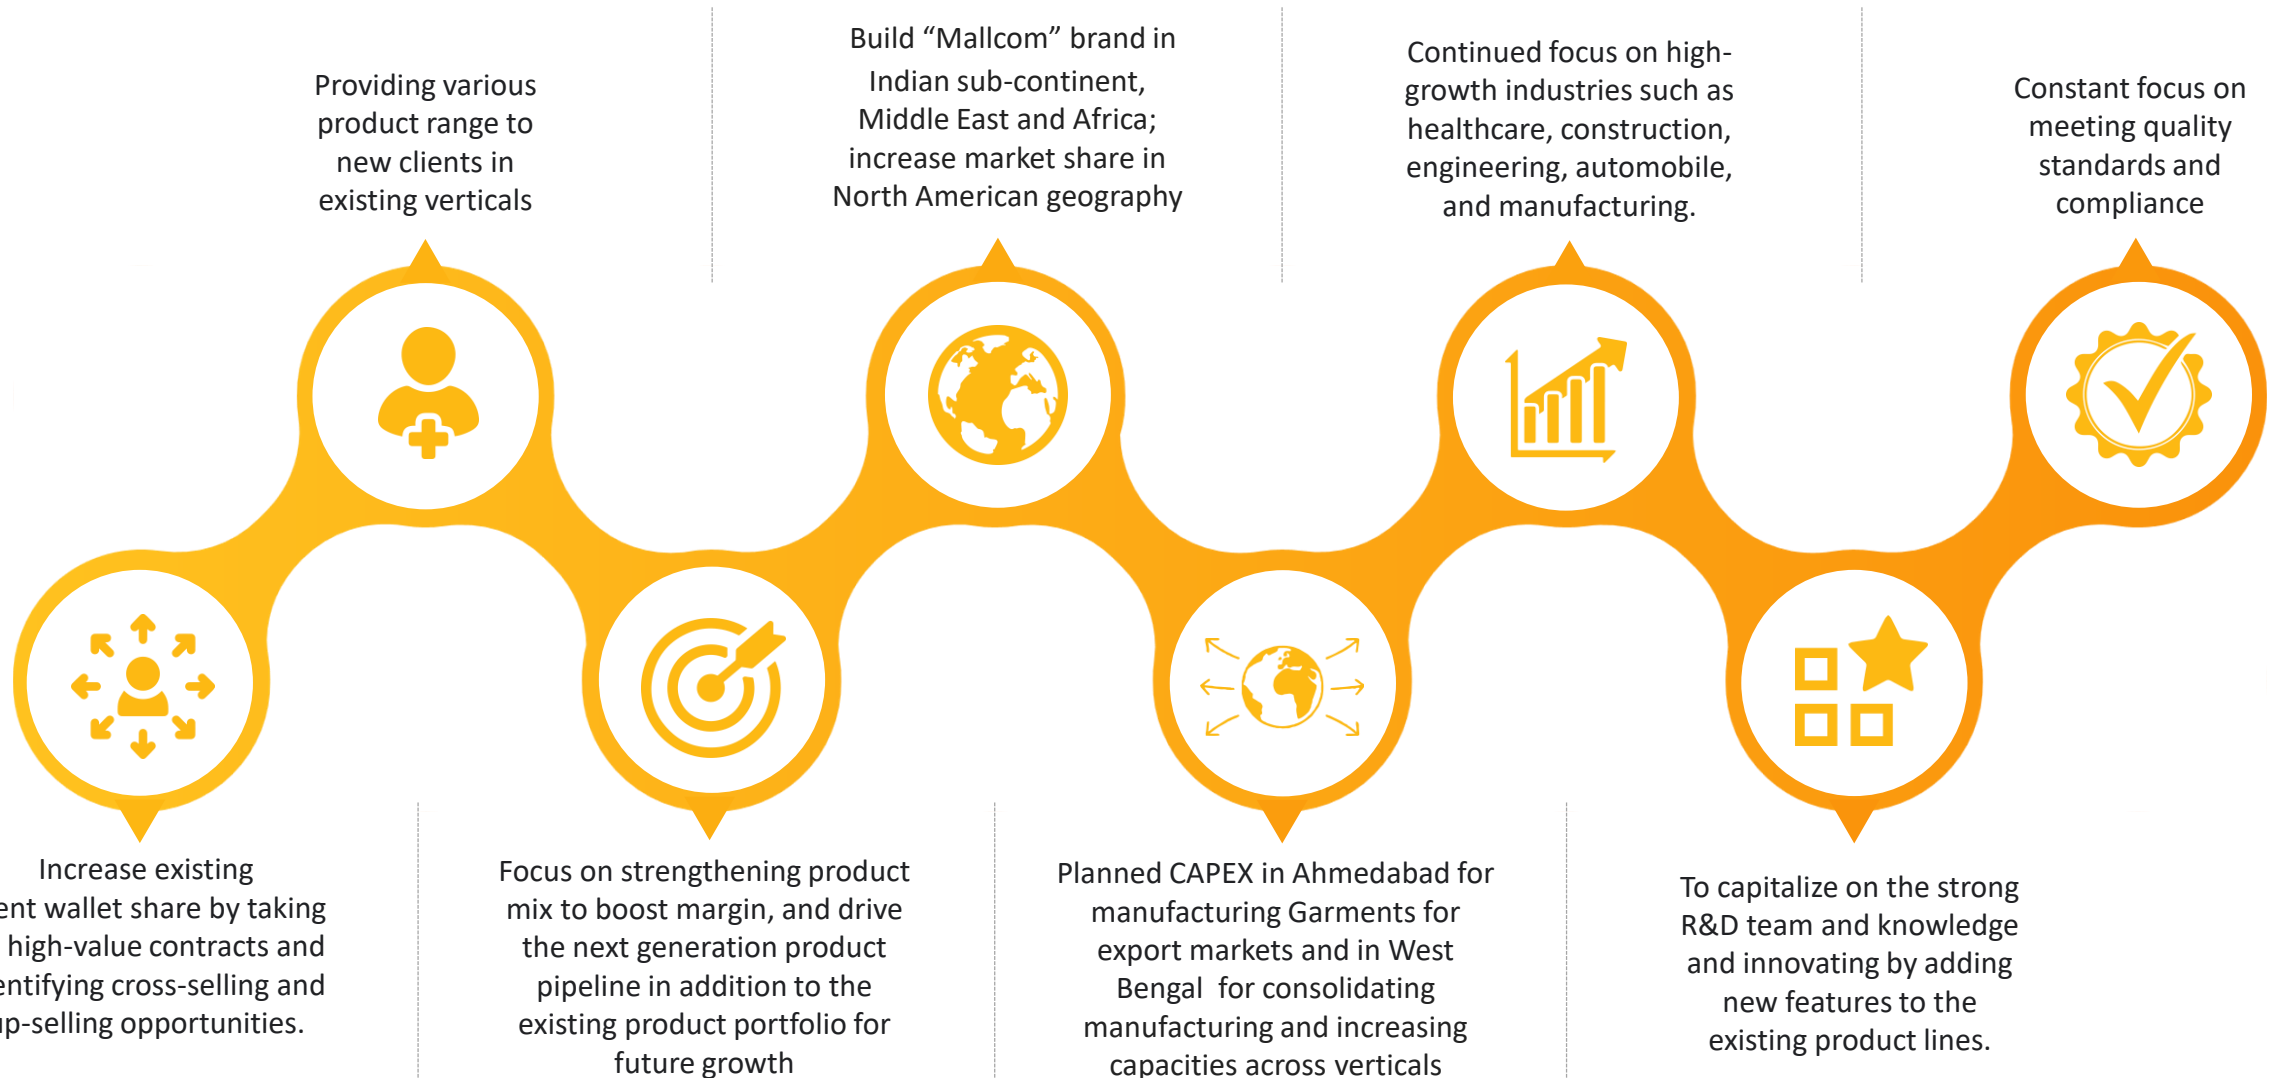 Providing various
product range to
new clients in
existing verticals
Build “Mallcom” brand in
Indian sub-continent,
Middle East and Africa;
increase market share in
North American geography
Continued focus on high-
growth industries such as
healthcare, construction,
engineering, automobile,
and manufacturing.
Constant focus on
meeting quality
standards and
compliance
Increase existing
wallet share by taking
high-value contracts and
cross-selling and
opportunities.
Focus on strengthening product
mix to boost margin, and drive
the next generation product
pipeline in addition to the
existing product portfolio for
future growth
Planned CAPEX in Ahmedabad for
manufacturing Garments for
export markets and in West
Bengal for consolidating
manufacturing and increasing
capacities across verticals
To capitalize on the strong
R&D team and knowledge
and innovating by adding
new features to the
existing product lines.